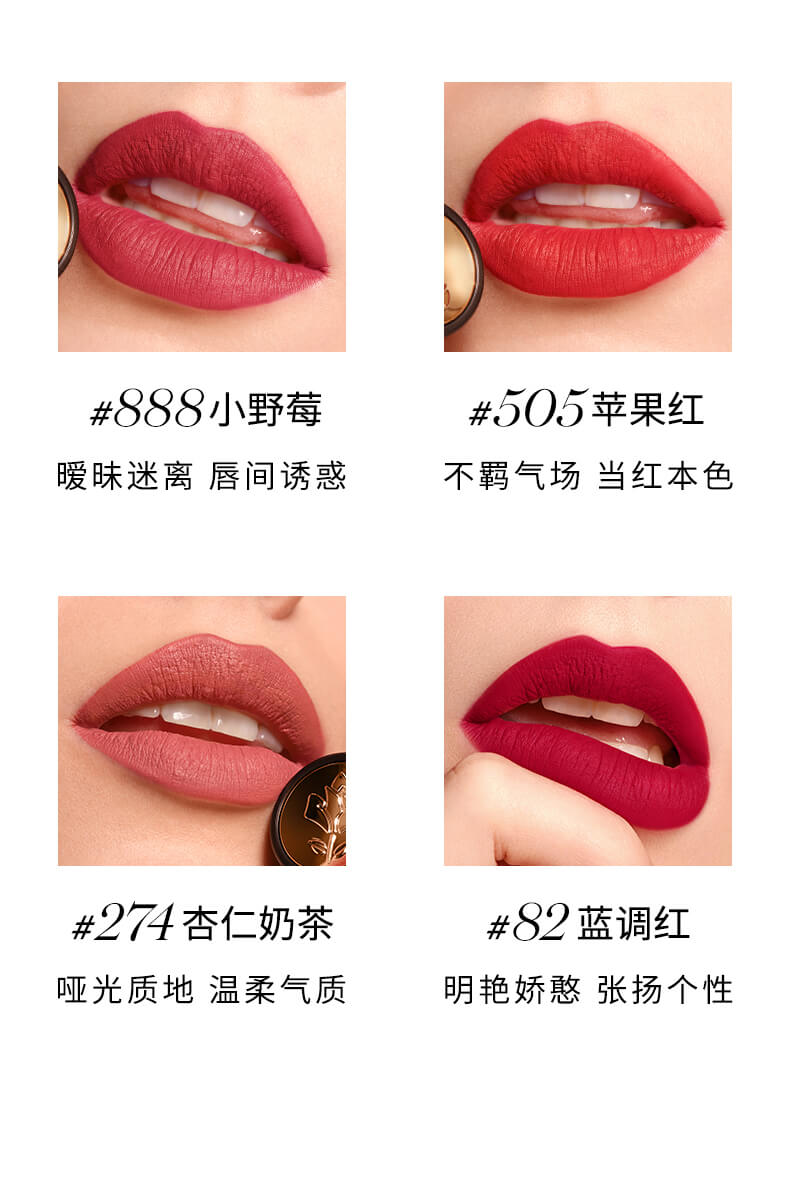 #888小野莓
暧昧迷离 唇间诱惑
#505苹果红
不羁气场 当红本色
#274杏仁奶茶
哑光质地 温柔气质
#82蓝调红
明艳娇憨 张扬个性